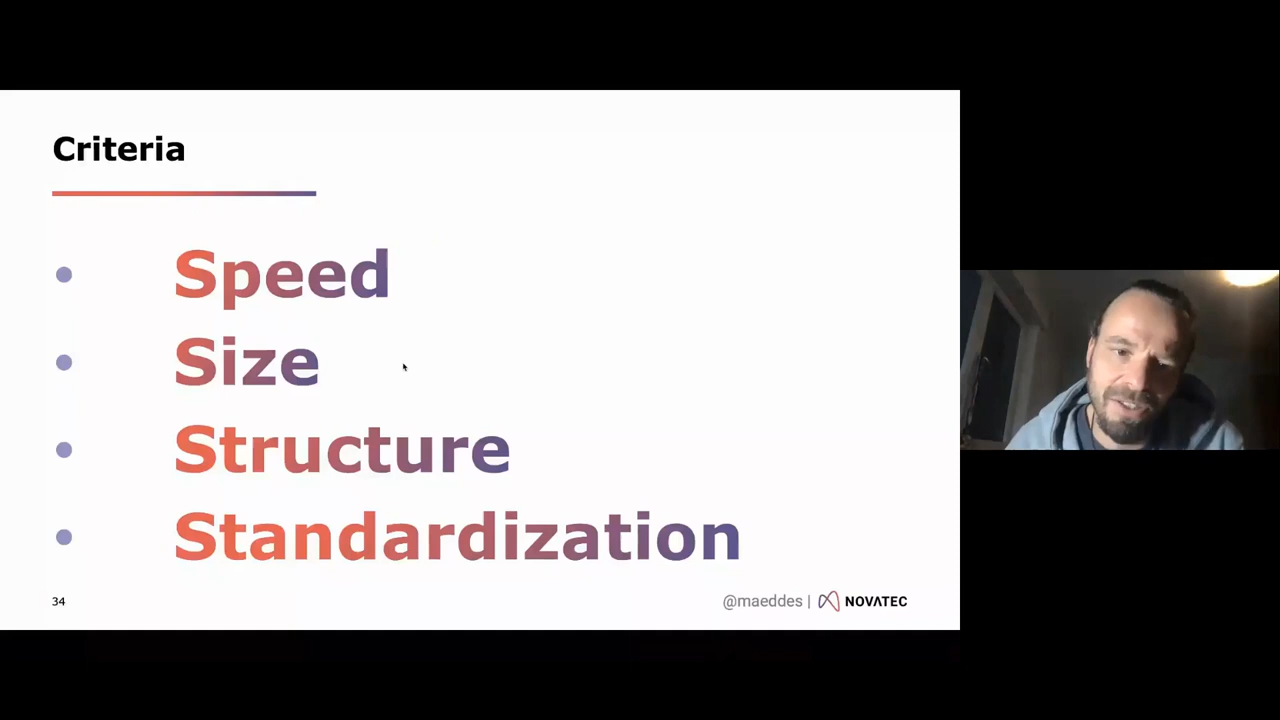 Criteria
• Speed
• Size
• Structure
• Standardization
34
@maeddes | NOVATEC